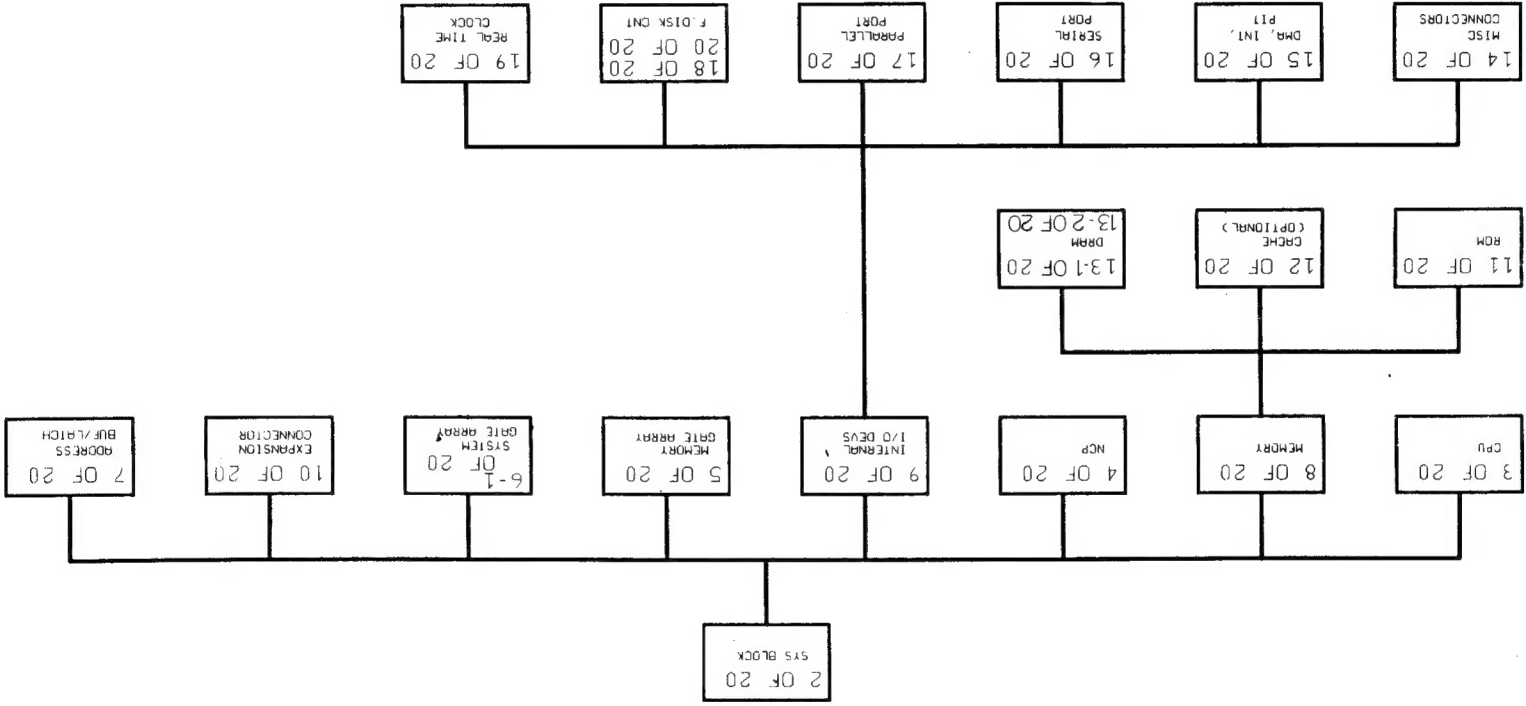 2 OF 20
SYS BLOCK
3 OF 20
CPU
8 OF 20
MEMORY
4 OF 20
NCP
9 OF 20
INTERNAL
I/O DEVS
5 OF 20
MEMORY
GATE ARRAY
6-1
OF 20
SYSTEM
GATE ARRAY
10 OF 20
EXPANSION
CONNECTOR
7 OF 20
ADDRESS
BUF/LATCH
11 OF 20
ROM
12 OF 20
CACHE
(OPTIONAL)
13-1 OF 20
DRAM
13-2 OF 20
14 OF 20
MISC
CONNECTORS
15 OF 20
DMA, INT,
PIT
16 OF 20
SERIAL
PORT
17 OF 20
PARALLEL
PORT
18 OF 20
20 OF 20
F.DISK CNT
19 OF 20
REAL TIME
CLOCK